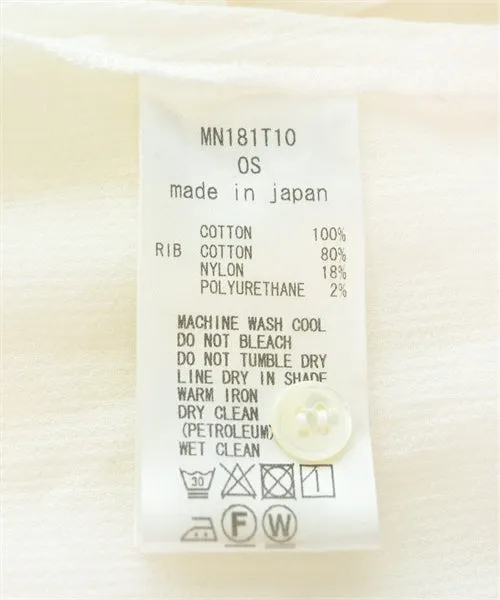 MN181T10
OS
made in japan
COTTON 100%
RIB COTTON 80%
NYLON 18%
POLYURETHANE 2%
MACHINE WASH COOL
DO NOT BLEACH
DO NOT TUMBLE DRY
LINE DRY IN SHADE
WARM IRON
DRY CLEAN
(PETROLEUM)
WET CLEAN
30
F W